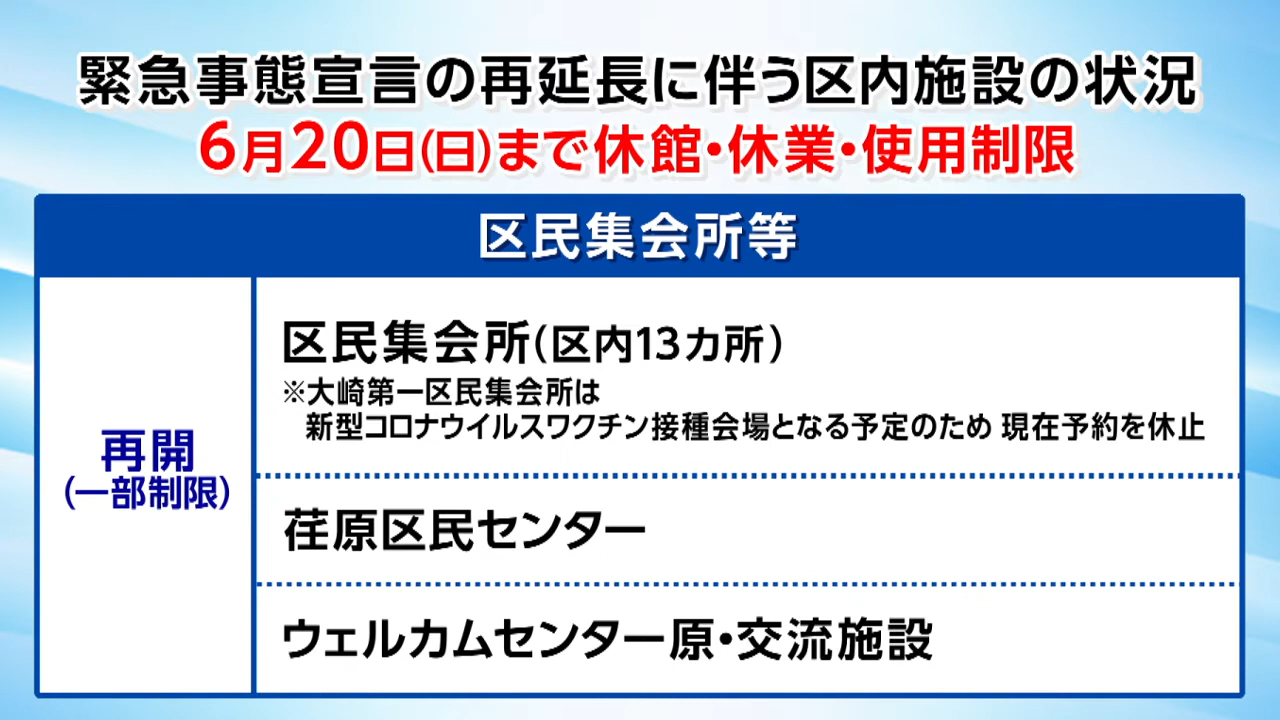 緊急事態宣言の再延長に伴う区内施設の状況
6月20日(日)まで休館・休業・使用制限
区民集会所等
再開
(一部制限)
区民集会所(区内13カ所)
※大崎第一区民集会所は
新型コロナウイルスワクチン接種会場となる予定のため 現在予約を休止
荏原区民センター
ウェルカムセンター原・交流施設